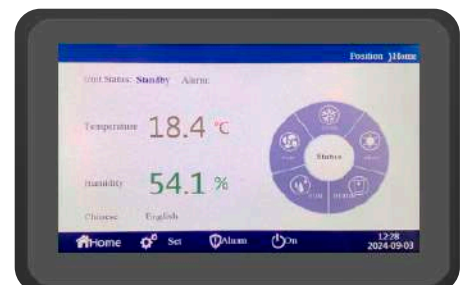 Position )Home
Unit Status: Standby Alarm:
Temperature 18.4 ℃
Status
Humidity 54.1 %
Chinese English
Home Set Alarm On
12:28
2024-09-03